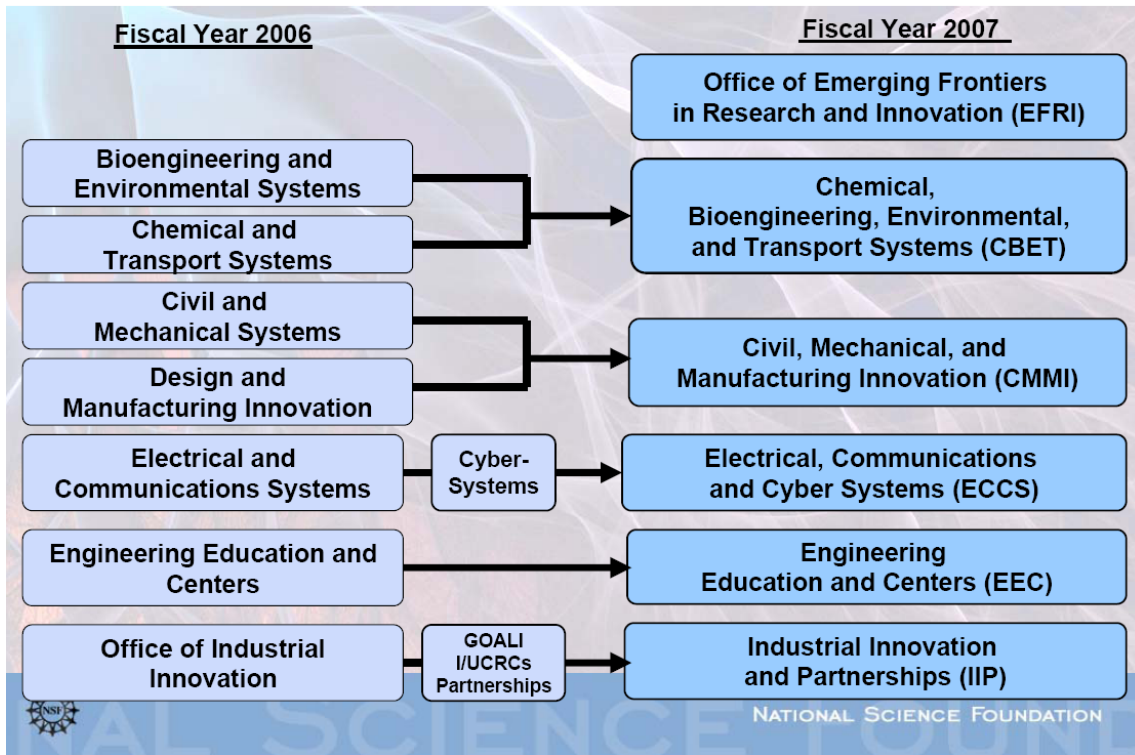 Fiscal Year 2006
Fiscal Year 2007
Office of Emerging Frontiers
in Research and Innovation (EFRI)
Bioengineering and
Environmental Systems
Chemical and
Transport Systems
Chemical,
Bioengineering, Environmental,
and Transport Systems (CBET)
Civil and
Mechanical Systems
Design and
Manufacturing Innovation
Civil, Mechanical, and
Manufacturing Innovation (CMMI)
Electrical and
Communications Systems
Cyber-
Systems
Electrical, Communications
and Cyber Systems (ECCS)
Engineering Education and
Centers
Engineering
Education and Centers (EEC)
Office of Industrial
Innovation
GOALI
I/UCRCs
Partnerships
Industrial Innovation
and Partnerships (IIP)
NSF
NATIONAL SCIENCE FOUNDATION
NAL SCIENCE FOUND